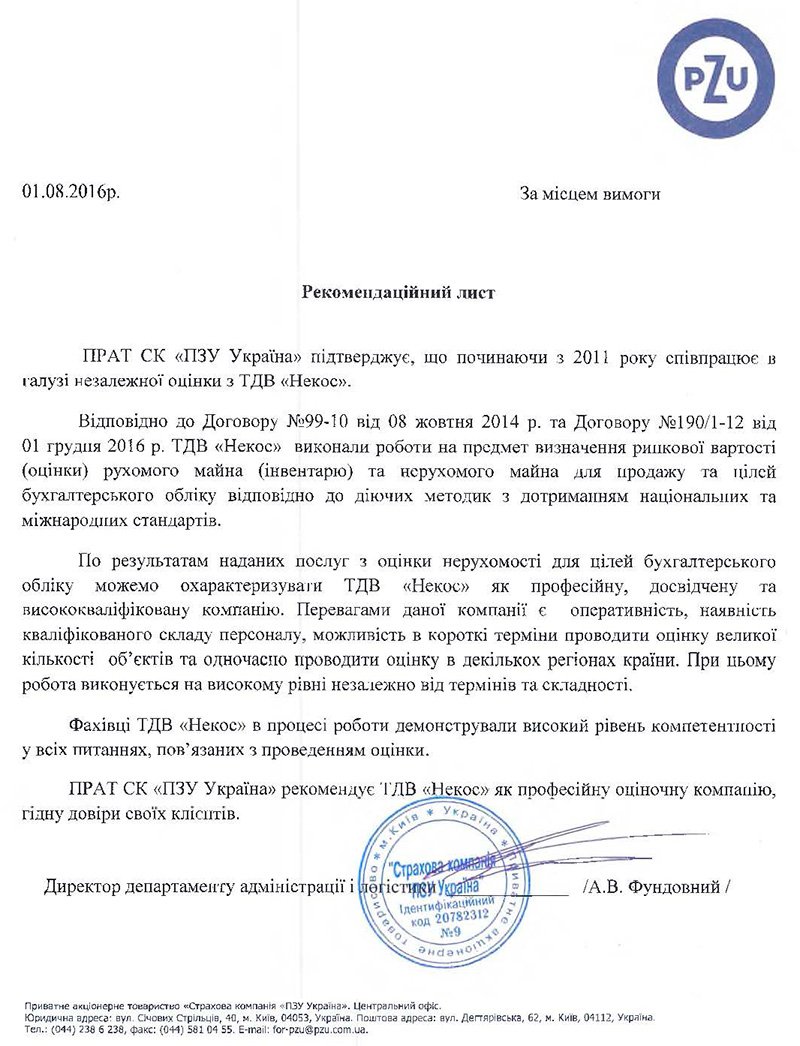 PZU
01.08.2016р.
За місцем вимоги
Рекомендаційний лист
ПРАТ СК «ПЗУ Україна» підтверджує, що починаючи з 2011 року співпрацює в
галузі незалежної оцінки з ТДВ «Некос».
Відповідно до Договору №99-10 від 08 жовтня 2014 р. та Договору №190/1-12 від
01 грудня 2016 р. ТДВ «Некос» виконали роботи на предмет визначення ринкової вартості
(оцінки) рухомого майна (інвентарю) та нерухомого майна для продажу та цілей
бухгалтерського обліку відповідно до діючих методик з дотриманням національних та
міжнародних стандартів.
По результатам наданих послуг з оцінки нерухомості для цілей бухгалтерського
обліку можемо охарактеризувати ТДВ «Некос» як професійну, досвідчену та
висококваліфіковану компанію. Перевагами даної компанії є оперативність, наявність
кваліфікованого складу персоналу, можливість в короткі терміни проводити оцінку великої
кількості об’єктів та одночасно проводити оцінку в декількох регіонах країни. При цьому
робота виконується на високому рівні незалежно від термінів та складності.
Фахівці ТДВ «Некос» в процесі роботи демонстрували високий рівень компетентності
у всіх питаннях, пов’язаних з проведенням оцінки.
ПРАТ СК «ПЗУ Україна» рекомендує ТДВ «Некос» як професійну оціночну компанію,
гідну довіри своїх клієнтів.
Директор департаменту адміністрації і логістики /А.В. Фундовний /
м.Київ * Україна * Приватне акціонерне товариство *
"Страхова компанія
ПЗУ Україна"
Ідентифікаційний
код 20782312
№9
Приватне акціонерне товариство «Страхова компанія «ПЗУ Україна». Центральний офіс.
Юридична адреса: вул. Січових Стрільців, 40, м. Київ, 04053, Україна. Поштова адреса: вул. Дегтярівська, 62, м. Київ, 04112, Україна.
Тел.: (044) 238 6 238, факс: (044) 581 04 55. E-mail: for-pzu@pzu.com.ua.